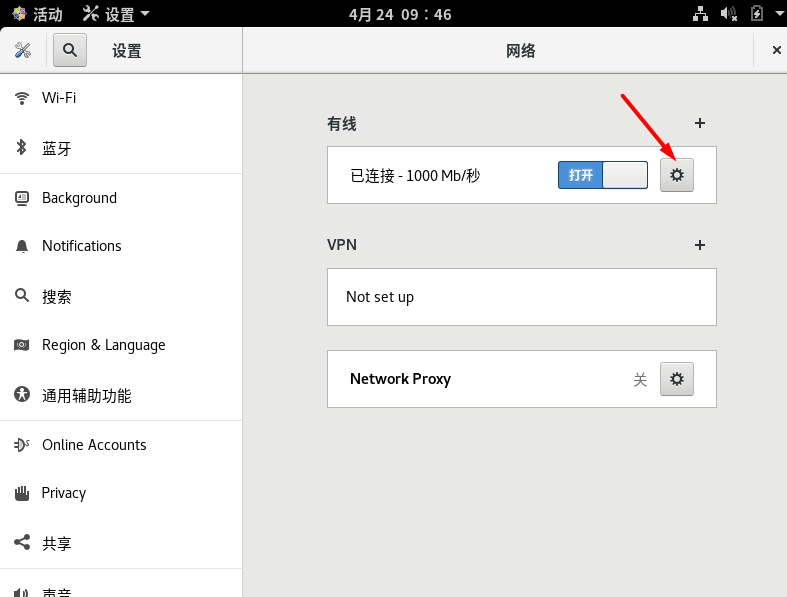 活动 设置 4月 24 09：46
设置
网络
Wi-Fi
蓝牙
Background
Notifications
搜索
Region & Language
通用辅助功能
Online Accounts
Privacy
共享
声音
有线
已连接 - 1000 Mb/秒 打开
VPN
Not set up
Network Proxy 关